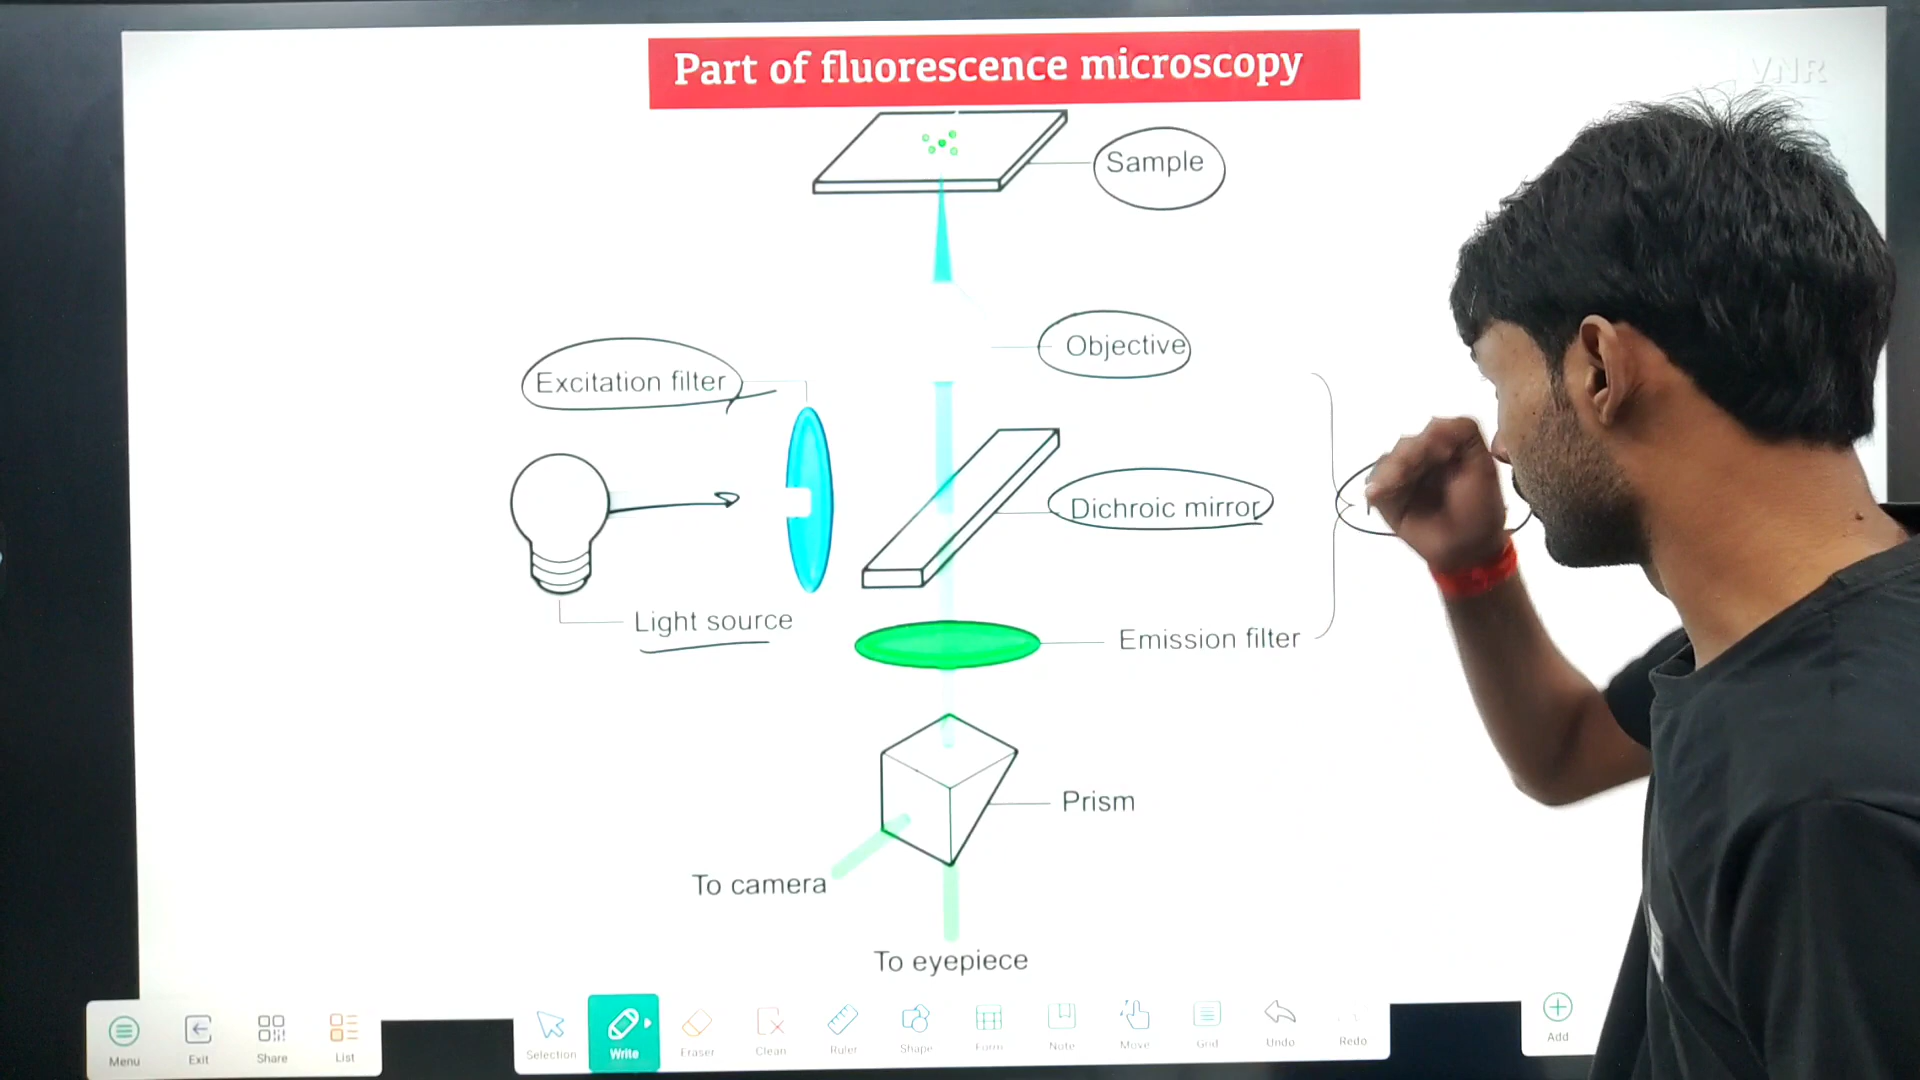 Part of fluorescence microscopy
VNR
Sample
Objective
Excitation filter
Dichroic mirror
Light source
Emission filter
Prism
To camera
To eyepiece
Menu
Exit
Share
List
Selection
Write
Eraser
Clean
Ruler
Shape
Form
Note
Move
Grid
Undo
Redo
Add